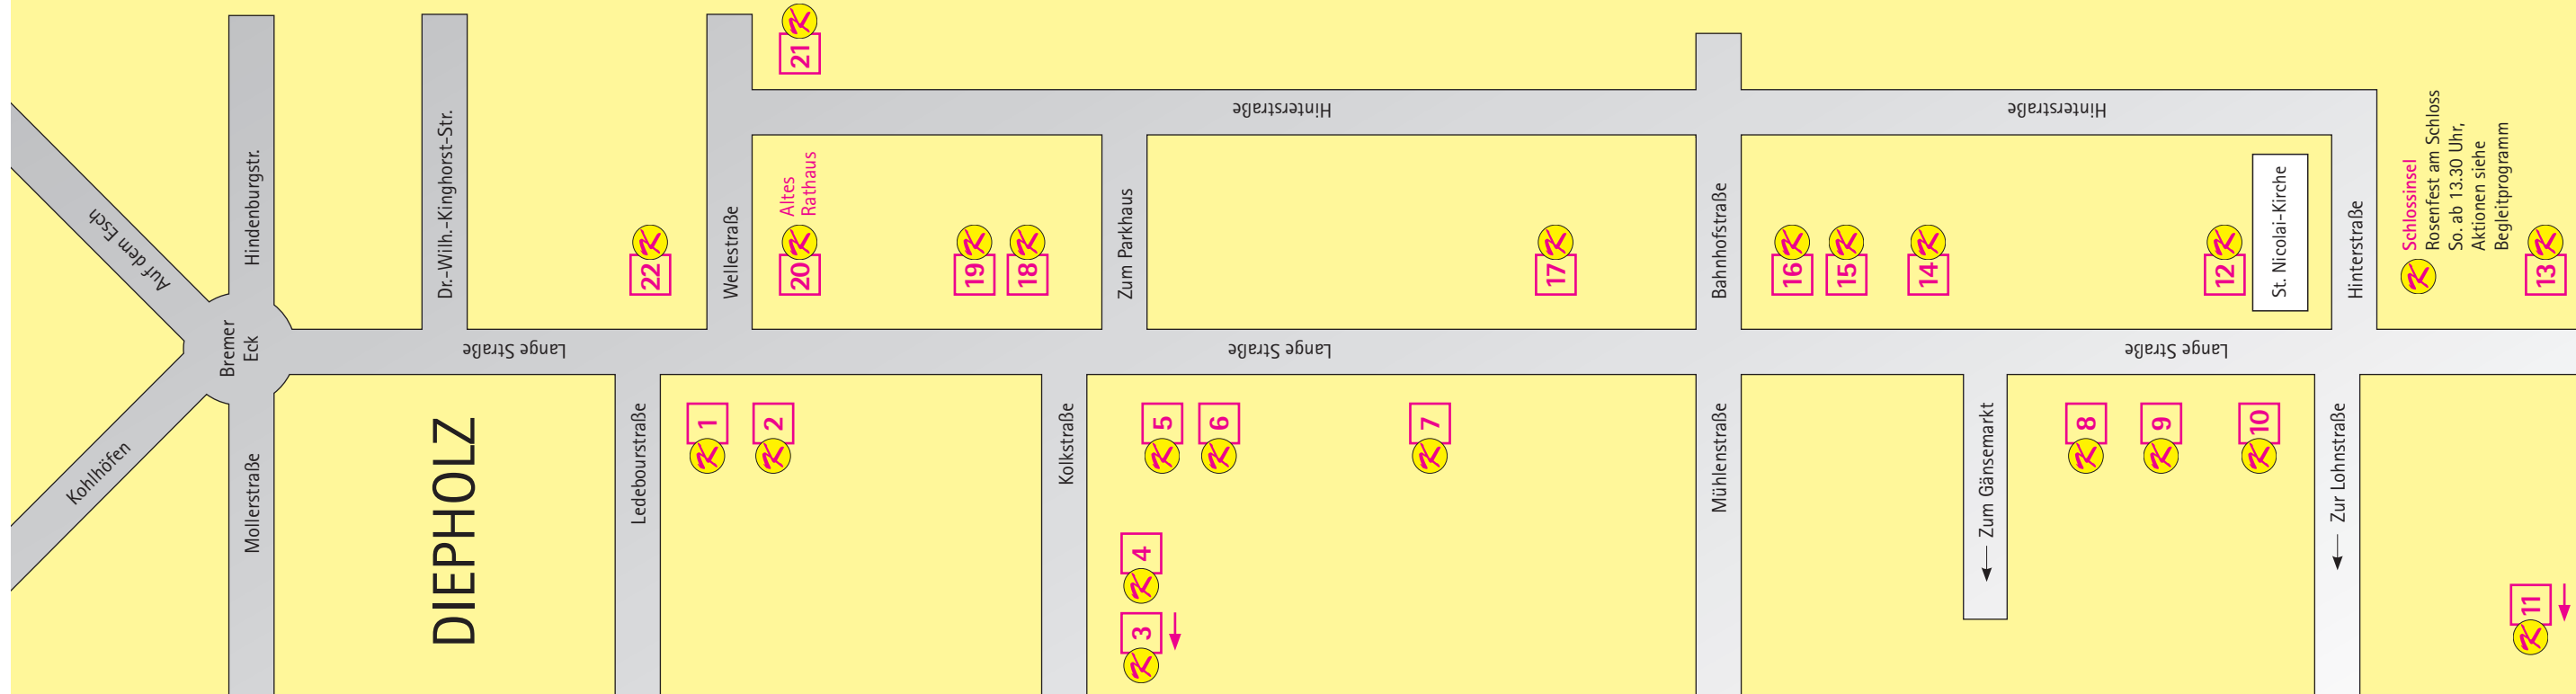 Auf dem Esch
Hindenburgstr.
Bremer
Eck
Kohlhöfen
Mollerstraße
DIEPHOLZ
Dr.-Wilh.-Kinghorst-Str.
Lange Straße
Ledebourstraße
22
Wellestraße
1
2
21
20
Altes
Rathaus
19
18
Kolkstraße
Zum Parkhaus
3
4
5
6
Hinterstraße
Lange Straße
7
17
Bahnhofstraße
Mühlenstraße
16
15
14
Zum Gänsemarkt
Hinterstraße
Lange Straße
8
9
10
12
St. Nicolai-Kirche
Hinterstraße
Zur Lohnstraße
Schlossinsel
Rosenfest am Schloss
So. ab 13.30 Uhr,
Aktionen siehe
Begleitprogramm
13
11